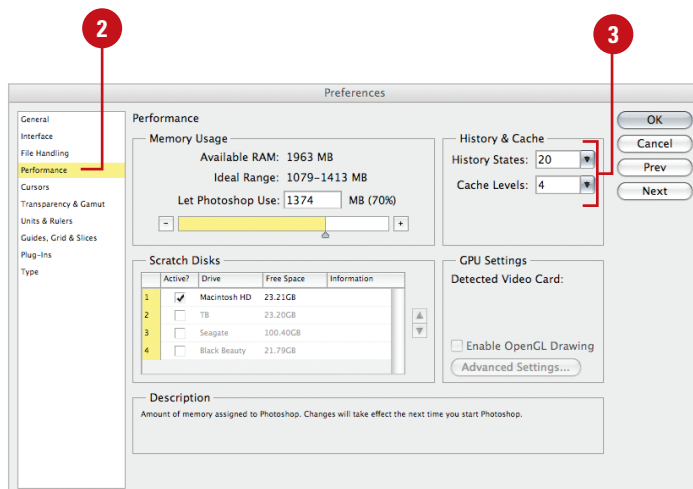 2
3
Preferences
General
Interface
File Handling
Performance
Cursors
Transparency & Gamut
Units & Rulers
Guides, Grid & Slices
Plug-Ins
Type
Performance
Memory Usage
Available RAM: 1963 MB
Ideal Range: 1079-1413 MB
Let Photoshop Use: 1374 MB (70%)
- +
History & Cache
History States: 20
Cache Levels: 4
OK
Cancel
Prev
Next
Scratch Disks
Active? Drive Free Space Information
1 Macintosh HD 23.21GB
2 TB 23.20GB
3 Seagate 100.40GB
4 Black Beauty 21.79GB
GPU Settings
Detected Video Card:
Enable OpenGL Drawing
Advanced Settings...
Description
Amount of memory assigned to Photoshop. Changes will take effect the next time you start Photoshop.